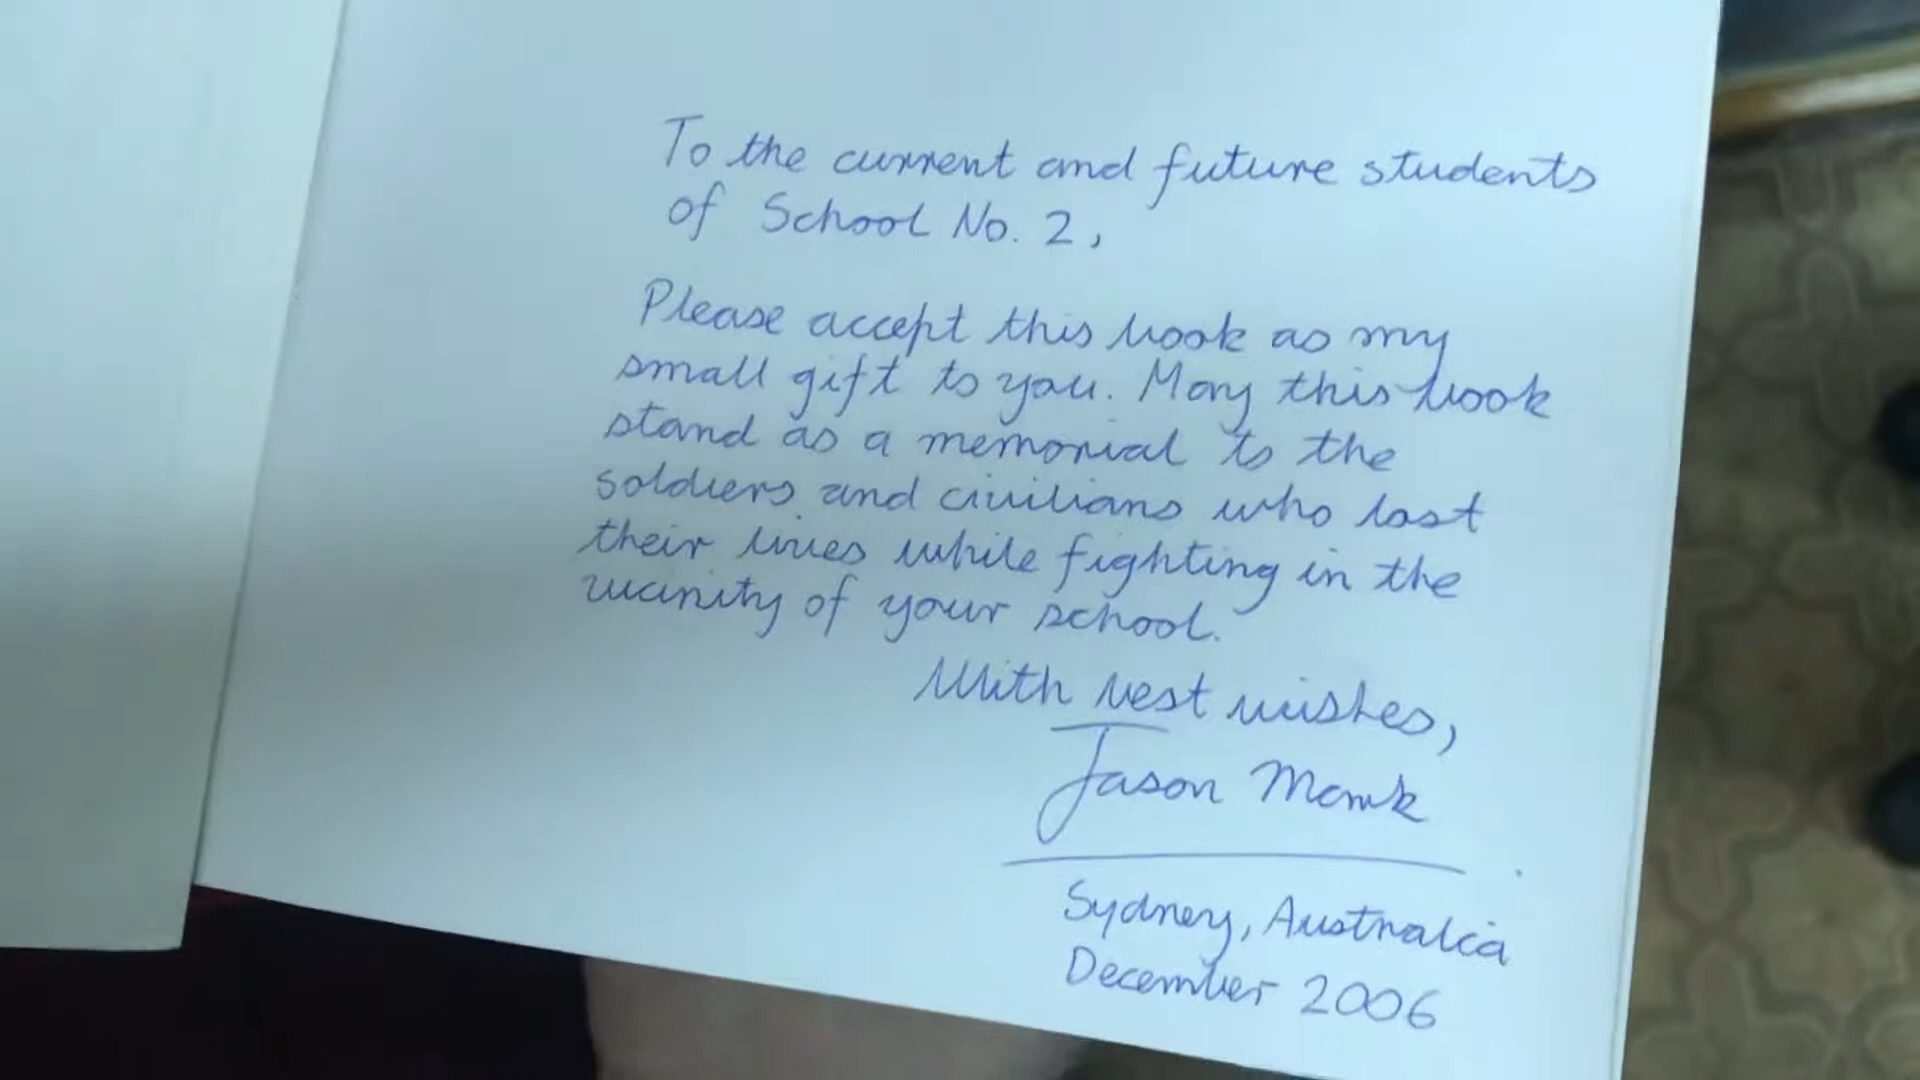 To the current and future students
of School No. 2,
Please accept this book as my
small gift to you. May this book
stand as a memorial to the
soldiers and civilians who lost
their lives while fighting in the
vicinity of your school.
With best wishes,
Jason Mark
Sydney, Australia
December 2006